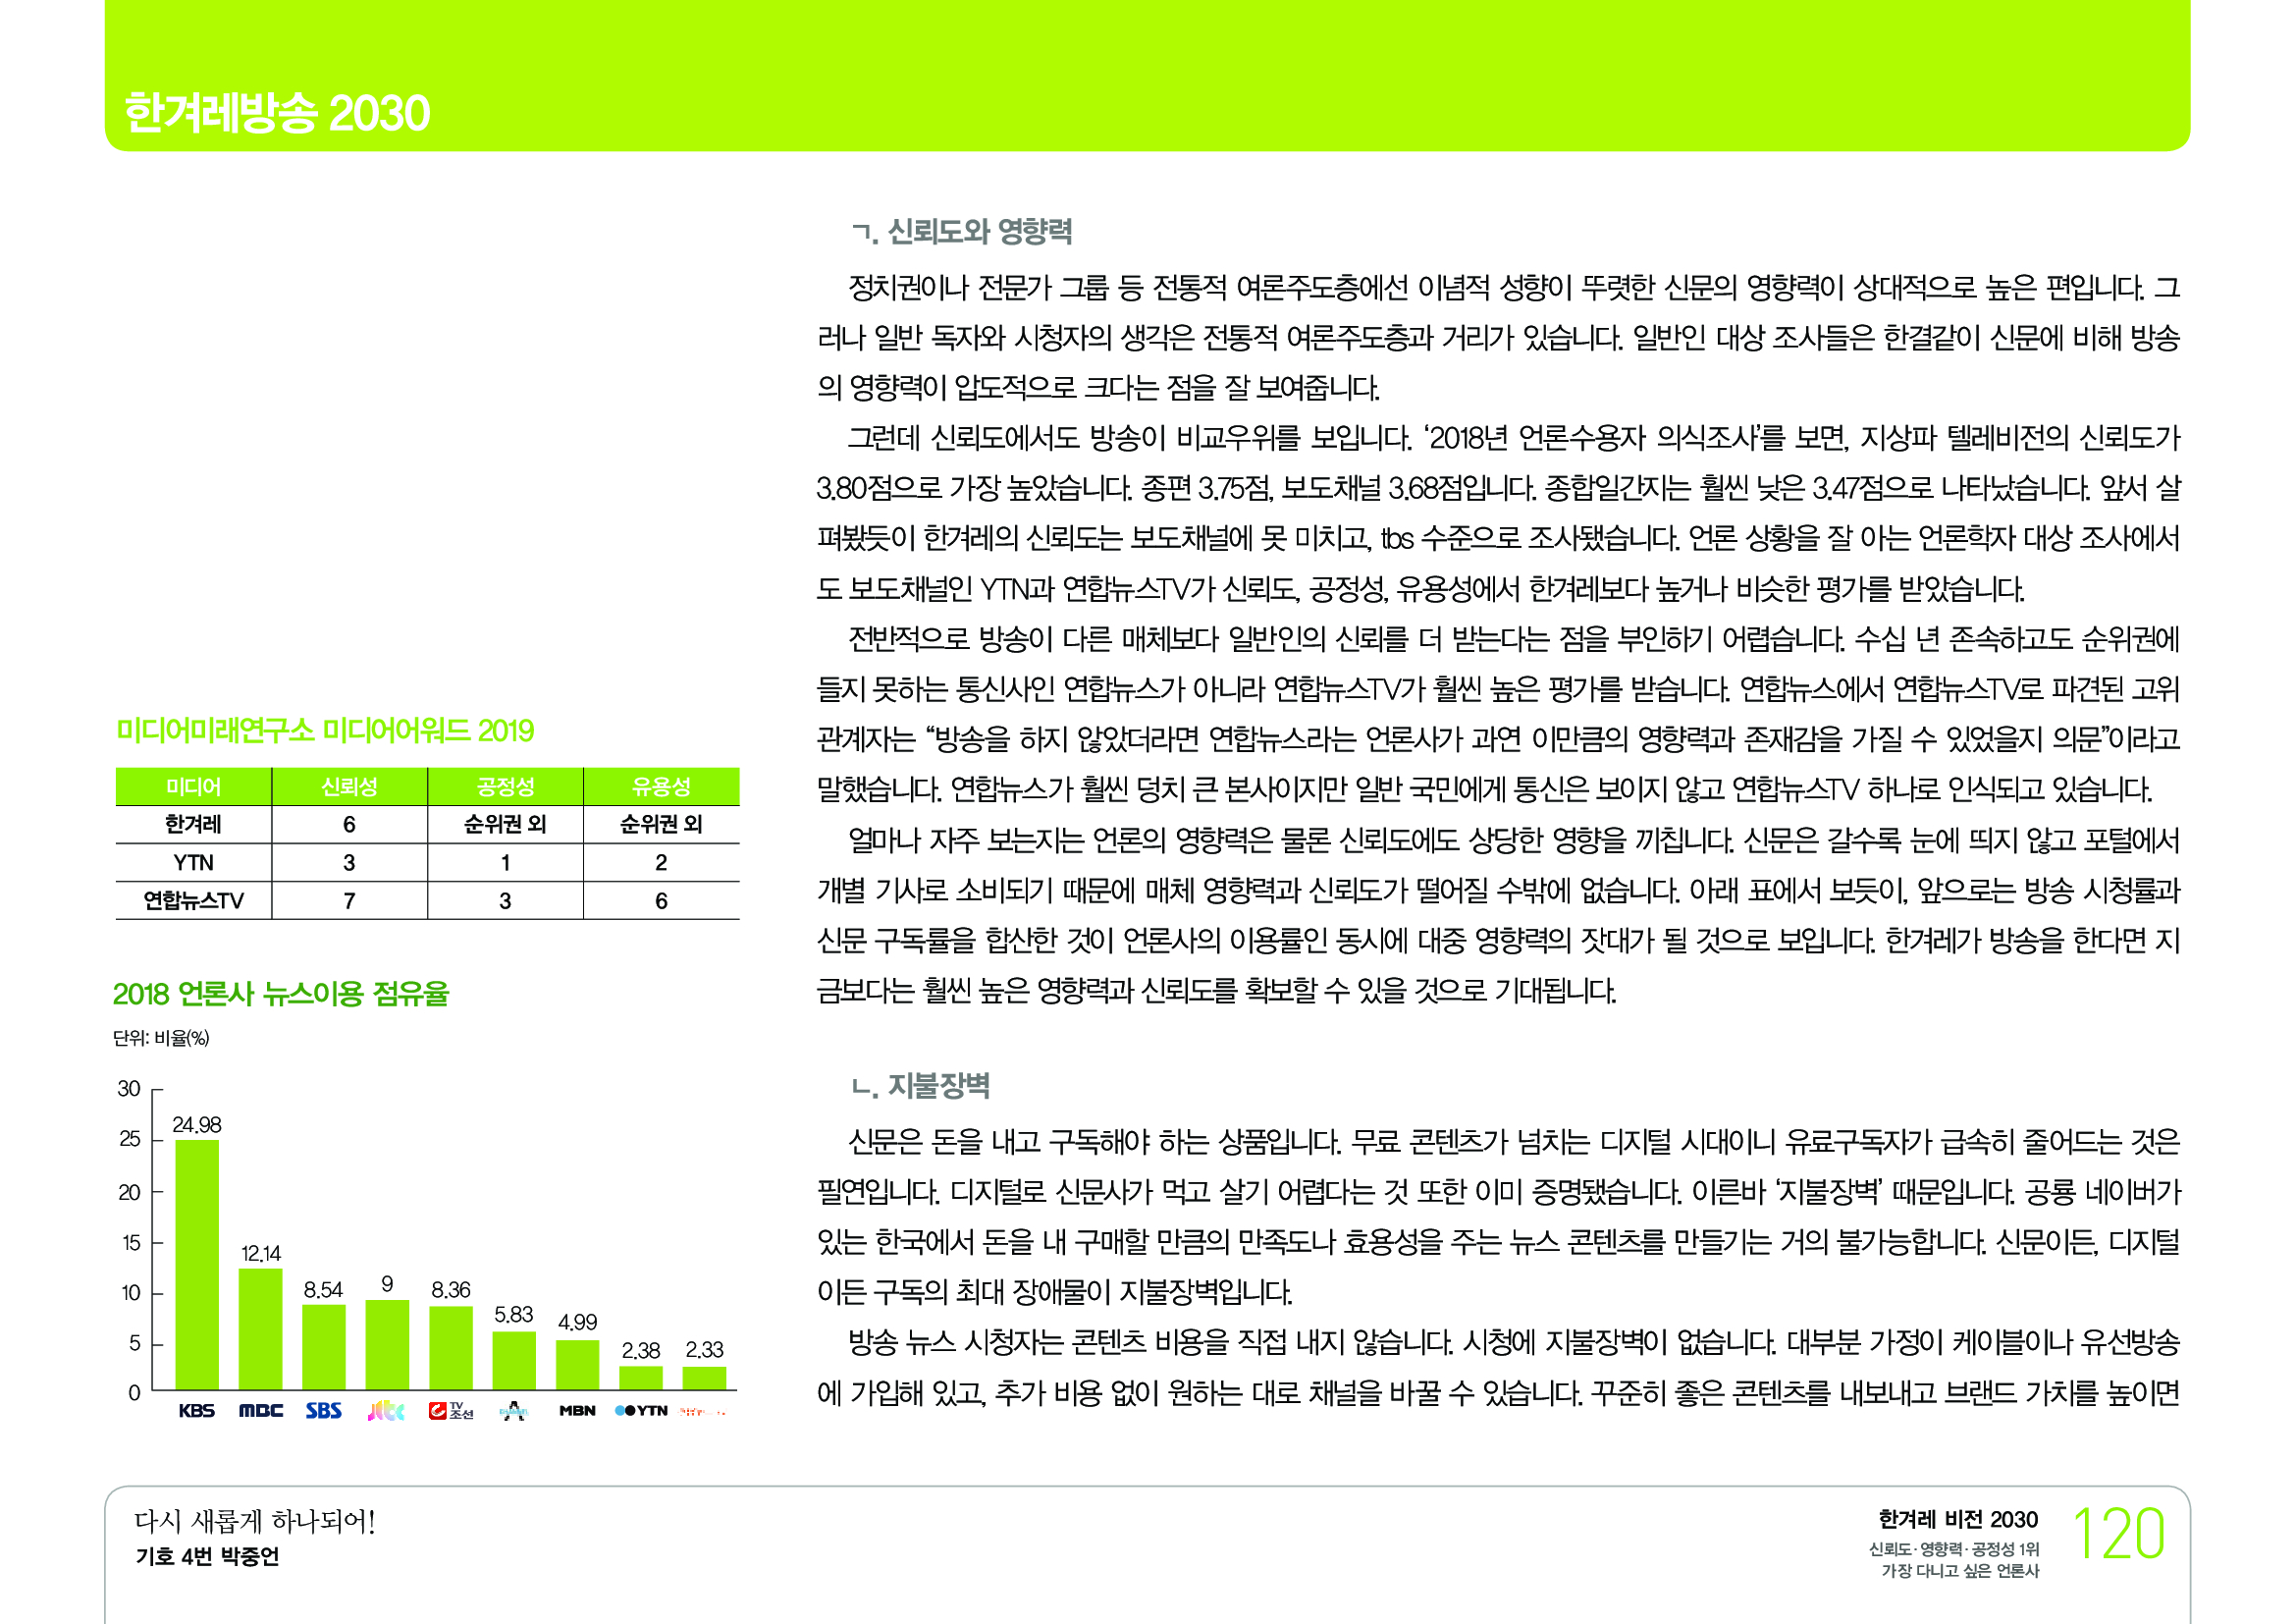 한겨레방송 2030
ㄱ. 신뢰도와 영향력
정치권이나 전문가 그룹 등 전통적 여론주도층에선 이념적 성향이 뚜렷한 신문의 영향력이 상대적으로 높은 편입니다. 그
러나 일반 독자와 시청자의 생각은 전통적 여론주도층과 거리가 있습니다. 일반인 대상 조사들은 한결같이 신문에 비해 방송
의 영향력이 압도적으로 크다는 점을 잘 보여줍니다.
그런데 신뢰도에서도 방송이 비교우위를 보입니다. ‘2018년 언론수용자 의식조사’를 보면, 지상파 텔레비전의 신뢰도가
3.80점으로 가장 높았습니다. 종편 3.75점, 보도채널 3.68점입니다. 종합일간지는 훨씬 낮은 3.47점으로 나타났습니다. 앞서 살
펴봤듯이 한겨레의 신뢰도는 보도채널에 못 미치고, tbs 수준으로 조사됐습니다. 언론 상황을 잘 아는 언론학자 대상 조사에서
도 보도채널인 YTN과 연합뉴스TV가 신뢰도, 공정성, 유용성에서 한겨레보다 높거나 비슷한 평가를 받았습니다.
전반적으로 방송이 다른 매체보다 일반인의 신뢰를 더 받는다는 점을 부인하기 어렵습니다. 수십 년 존속하고도 순위권에
들지 못하는 통신사인 연합뉴스가 아니라 연합뉴스TV가 훨씬 높은 평가를 받습니다. 연합뉴스에서 연합뉴스TV로 파견된 고위
관계자는 “방송을 하지 않았더라면 연합뉴스라는 언론사가 과연 이만큼의 영향력과 존재감을 가질 수 있었을지 의문”이라고
말했습니다. 연합뉴스가 훨씬 덩치 큰 본사이지만 일반 국민에게 통신은 보이지 않고 연합뉴스TV 하나로 인식되고 있습니다.
얼마나 자주 보는지는 언론의 영향력은 물론 신뢰도에도 상당한 영향을 끼칩니다. 신문은 갈수록 눈에 띄지 않고 포털에서
개별 기사로 소비되기 때문에 매체 영향력과 신뢰도가 떨어질 수밖에 없습니다. 아래 표에서 보듯이, 앞으로는 방송 시청률과
신문 구독률을 합산한 것이 언론사의 이용률인 동시에 대중 영향력의 잣대가 될 것으로 보입니다. 한겨레가 방송을 한다면 지
금보다는 훨씬 높은 영향력과 신뢰도를 확보할 수 있을 것으로 기대됩니다.
ㄴ. 지불장벽
신문은 돈을 내고 구독해야 하는 상품입니다. 무료 콘텐츠가 넘치는 디지털 시대이니 유료구독자가 급속히 줄어드는 것은
필연입니다. 디지털로 신문사가 먹고 살기 어렵다는 것 또한 이미 증명됐습니다. 이른바 ‘지불장벽’ 때문입니다. 공룡 네이버가
있는 한국에서 돈을 내 구매할 만큼의 만족도나 효용성을 주는 뉴스 콘텐츠를 만들기는 거의 불가능합니다. 신문이든, 디지털
이든 구독의 최대 장애물이 지불장벽입니다.
방송 뉴스 시청자는 콘텐츠 비용을 직접 내지 않습니다. 시청에 지불장벽이 없습니다. 대부분 가정이 케이블이나 유선방송
에 가입해 있고, 추가 비용 없이 원하는 대로 채널을 바꿀 수 있습니다. 꾸준히 좋은 콘텐츠를 내보내고 브랜드 가치를 높이면
미디어미래연구소 미디어어워드 2019
미디어 신뢰성 공정성 유용성
한겨레 6 순위권 외 순위권 외
YTN 3 1 2
연합뉴스TV 7 3 6
2018 언론사 뉴스이용 점유율
단위: 비율(%)
30
25
20
15
10
5
0
24.98 12.14 8.54 9 8.36 5.83 4.99 2.38 2.33
KBS MBC SBS jtbc TV조선 A MBN YTN
다시 새롭게 하나되어!
기호 4번 박중언
한겨레 비전 2030
신뢰도·영향력·공정성 1위
가장 다니고 싶은 언론사
120